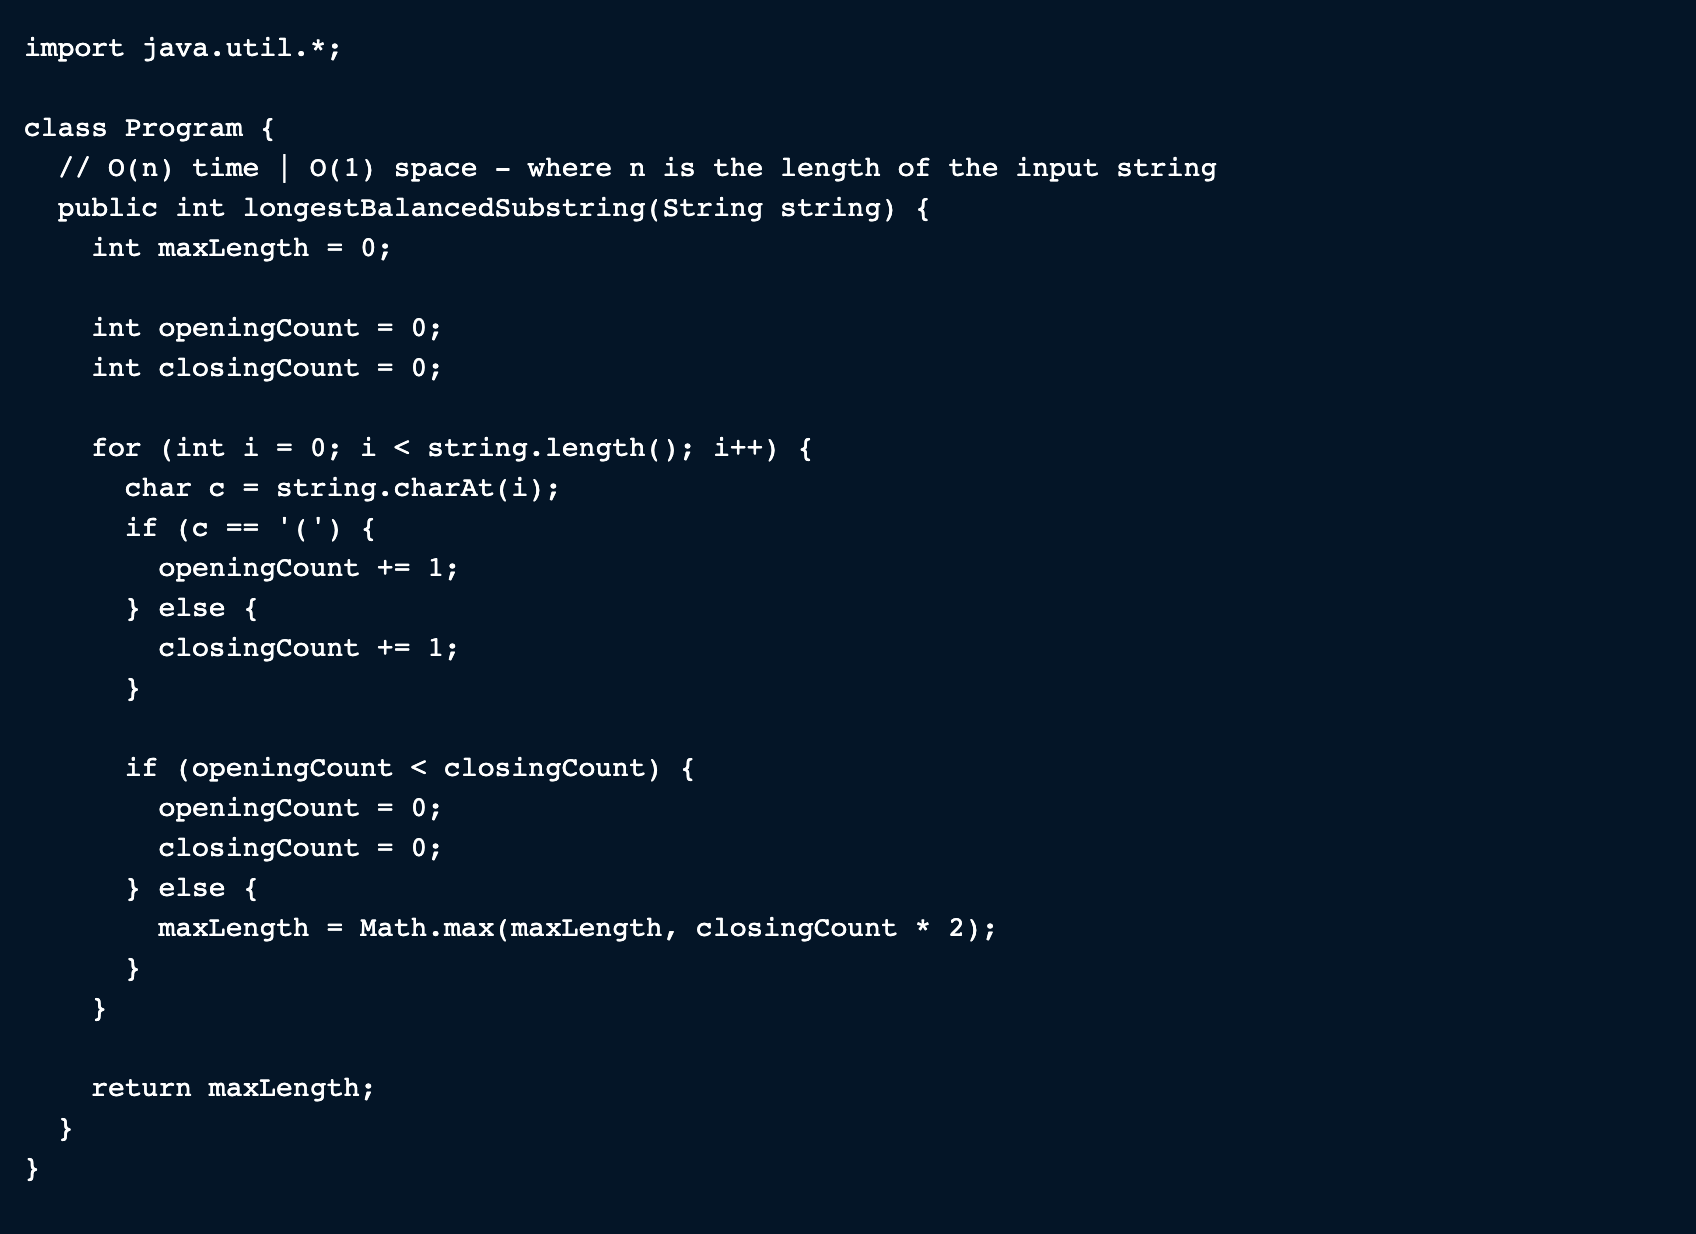 import java.util.*;

class Program {
  // O(n) time | O(1) space – where n is the length of the input string
  public int longestBalancedSubstring(String string) {
    int maxLength = 0;

    int openingCount = 0;
    int closingCount = 0;

    for (int i = 0; i < string.length(); i++) {
      char c = string.charAt(i);
      if (c == '(') {
        openingCount += 1;
      } else {
        closingCount += 1;
      }

      if (openingCount < closingCount) {
        openingCount = 0;
        closingCount = 0;
      } else {
        maxLength = Math.max(maxLength, closingCount * 2);
      }
    }

    return maxLength;
  }
}